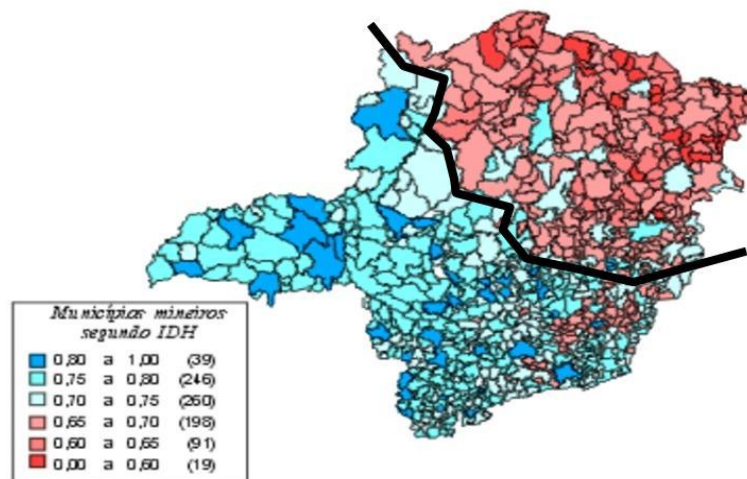 Municípios mineiros
segundo IDH
0,80 a 1,00 (39)
0,75 a 0,80 (246)
0,70 a 0,75 (260)
0,65 a 0,70 (198)
0,60 a 0,65 (91)
0,00 a 0,60 (19)